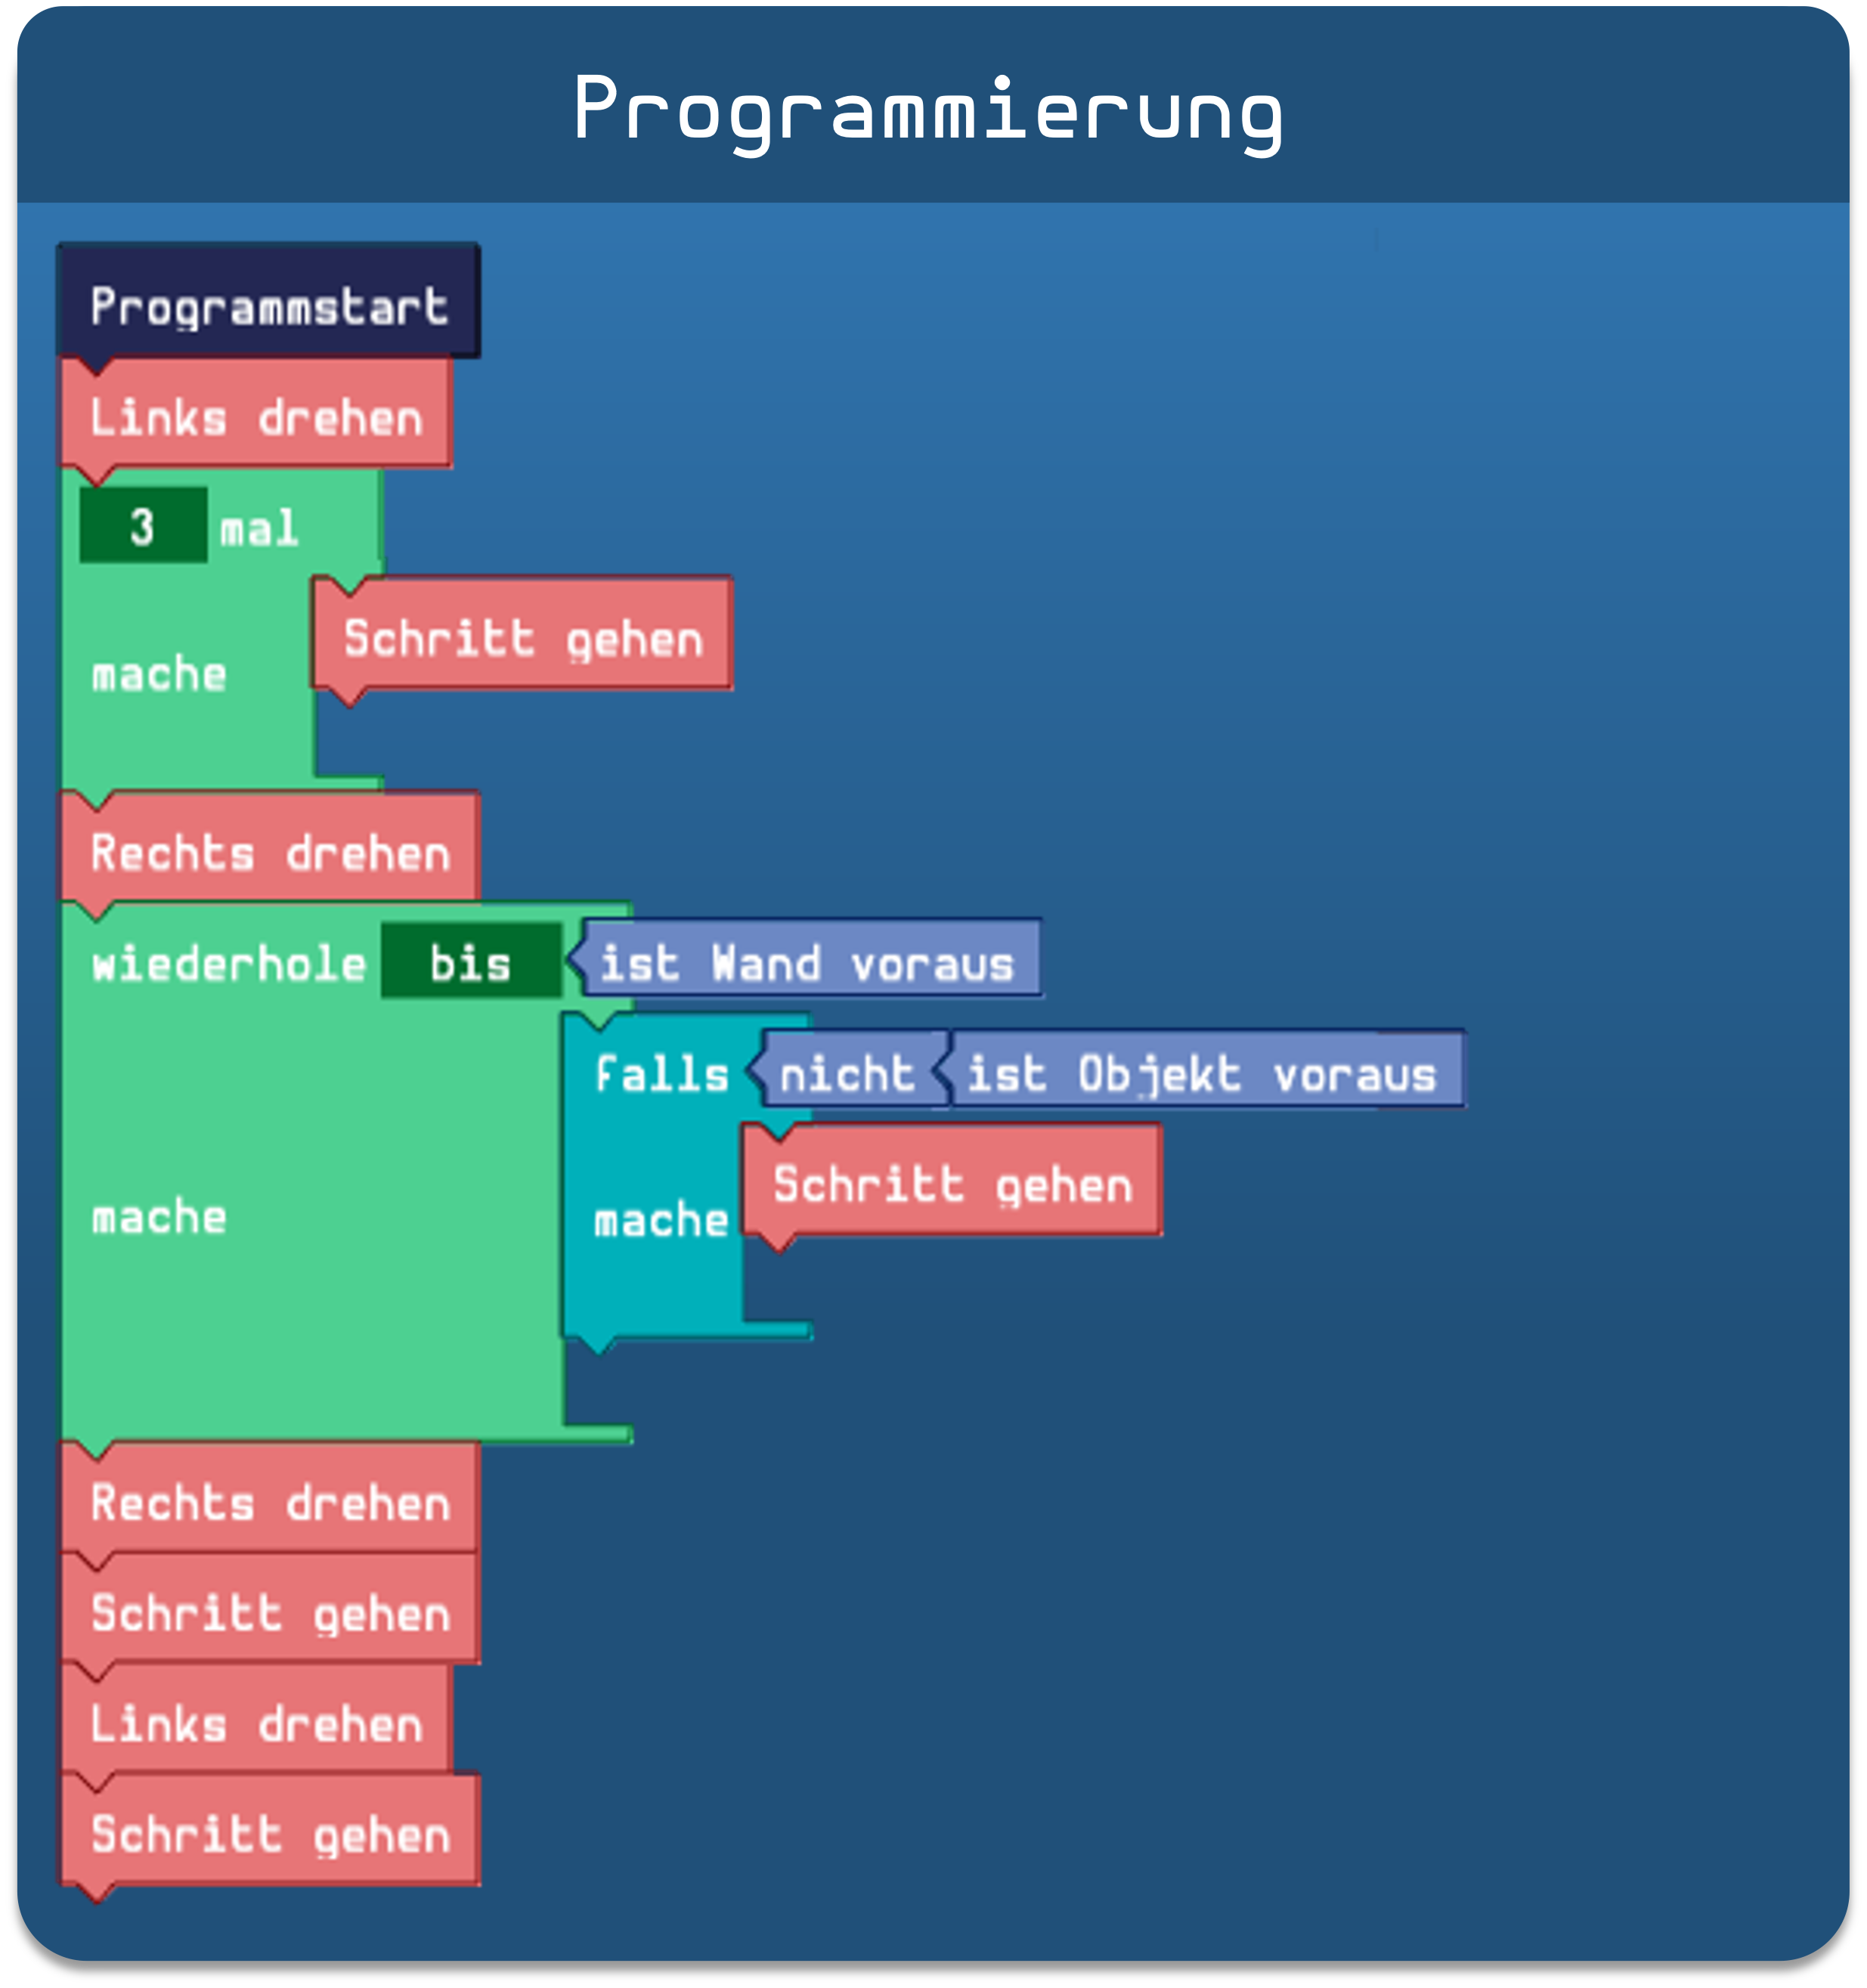 Programmierung
Programmstart
Links drehen
3 mal
mache Schritt gehen
Rechts drehen
wiederhole bis ist Wand voraus
falls nicht ist Objekt voraus
mache mache Schritt gehen
Rechts drehen
Schritt gehen
Links drehen
Schritt gehen